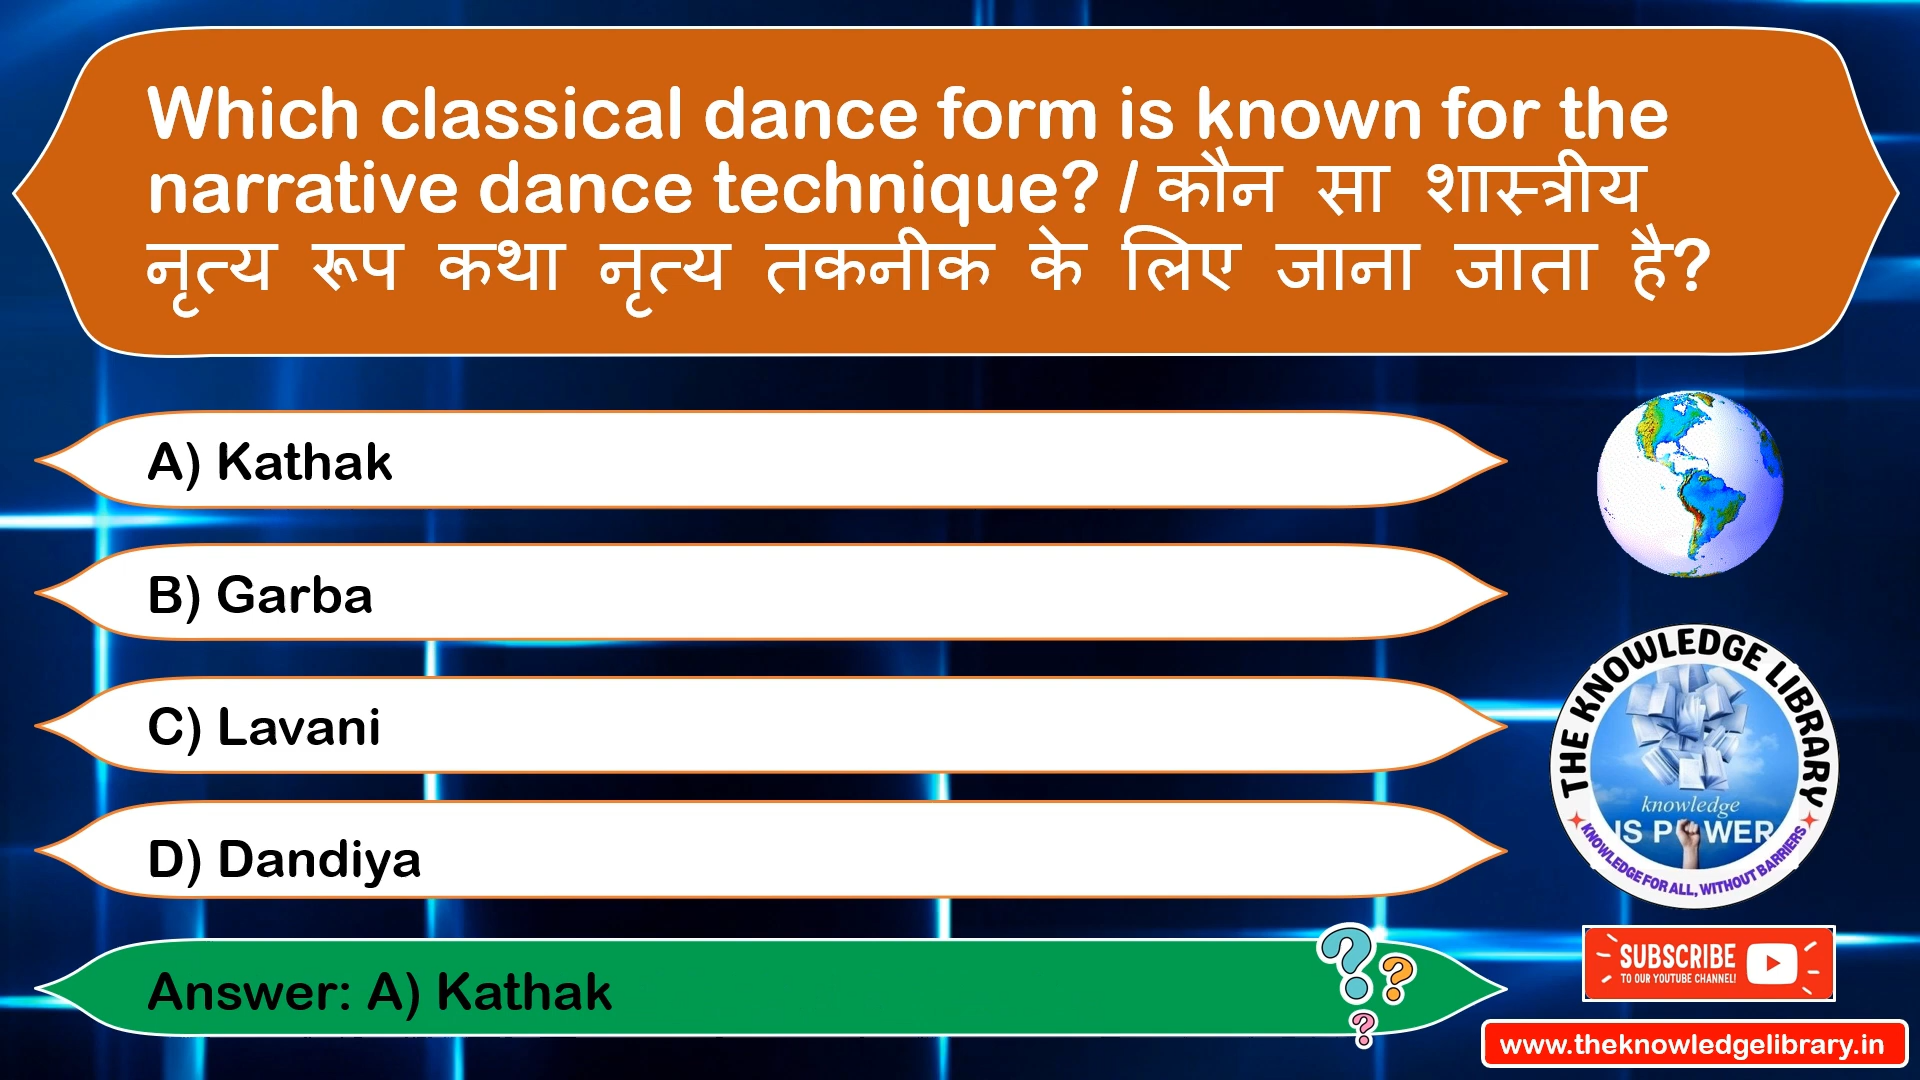 Which classical dance form is known for the
narrative dance technique? / कौन सा शास्त्रीय
नृत्य रूप कथा नृत्य तकनीक के लिए जाना जाता है?
A) Kathak
B) Garba
C) Lavani
D) Dandiya
Answer: A) Kathak
THE KNOWLEDGE LIBRARY
knowledge
IS POWER
KNOWLEDGE FOR ALL, WITHOUT BARRIERS
SUBSCRIBE
TO OUR YOUTUBE CHANNEL!
www.theknowledgelibrary.in